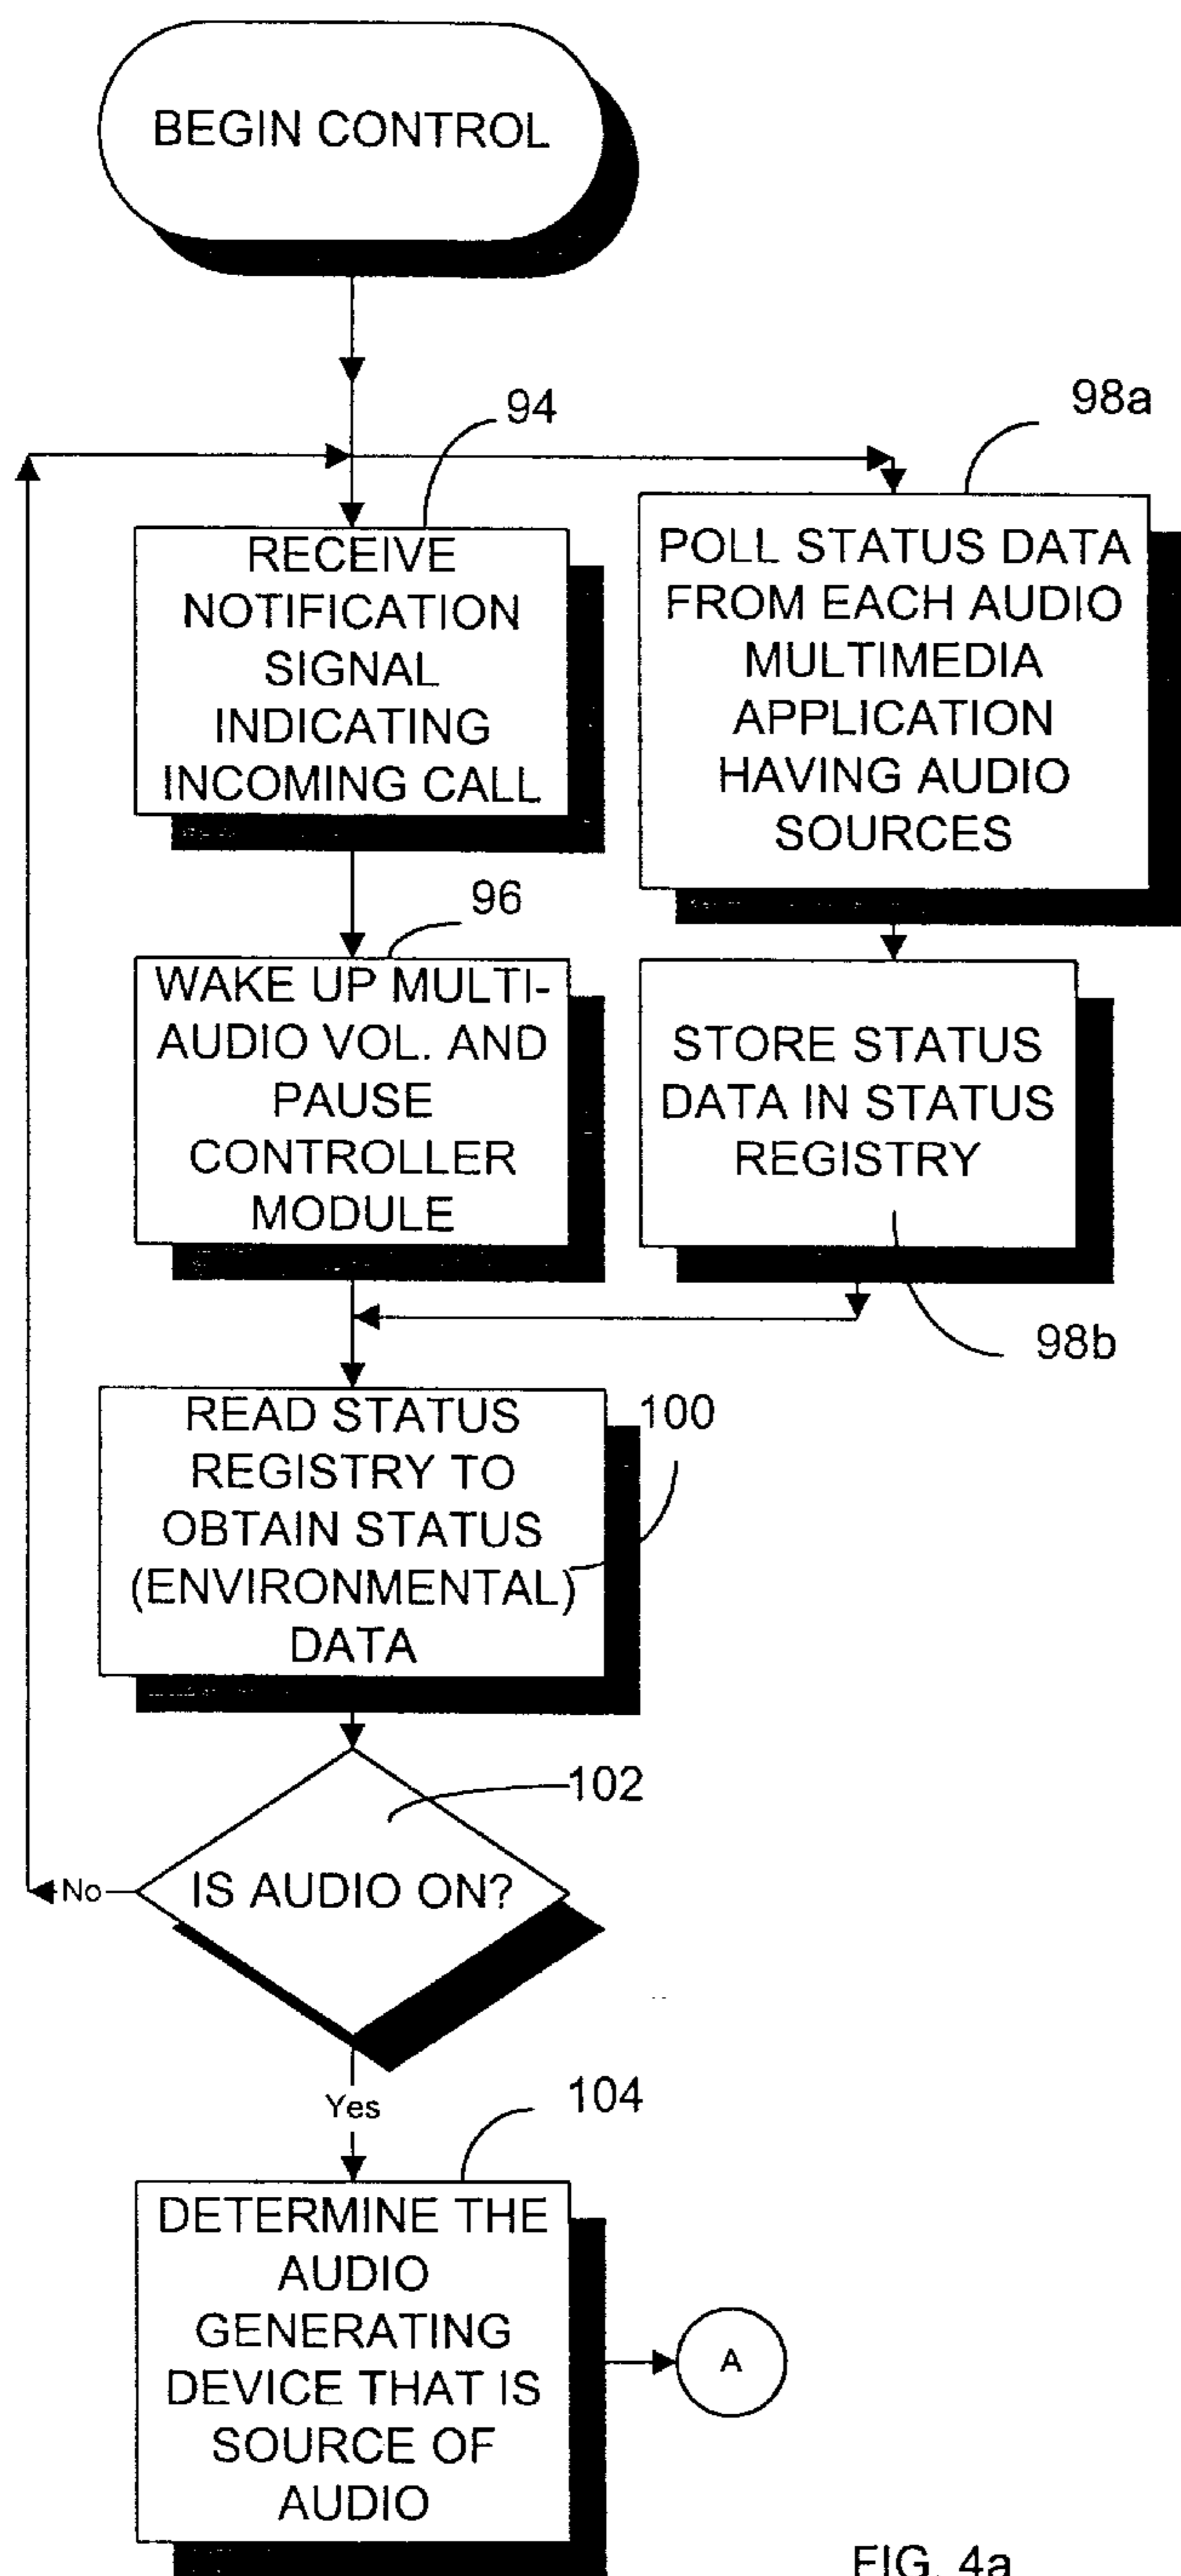 BEGIN CONTROL
94
98a
RECEIVE
NOTIFICATION
SIGNAL
INDICATING
INCOMING CALL
POLL STATUS DATA
FROM EACH AUDIO
MULTIMEDIA
APPLICATION
HAVING AUDIO
SOURCES
96
WAKE UP MULTI-
AUDIO VOL. AND
PAUSE
CONTROLLER
MODULE
STORE STATUS
DATA IN STATUS
REGISTRY
98b
READ STATUS
REGISTRY TO
OBTAIN STATUS
(ENVIRONMENTAL)
DATA
100
102
IS AUDIO ON?
No
Yes
104
DETERMINE THE
AUDIO
GENERATING
DEVICE THAT IS
SOURCE OF
AUDIO
A
FIG. 4a